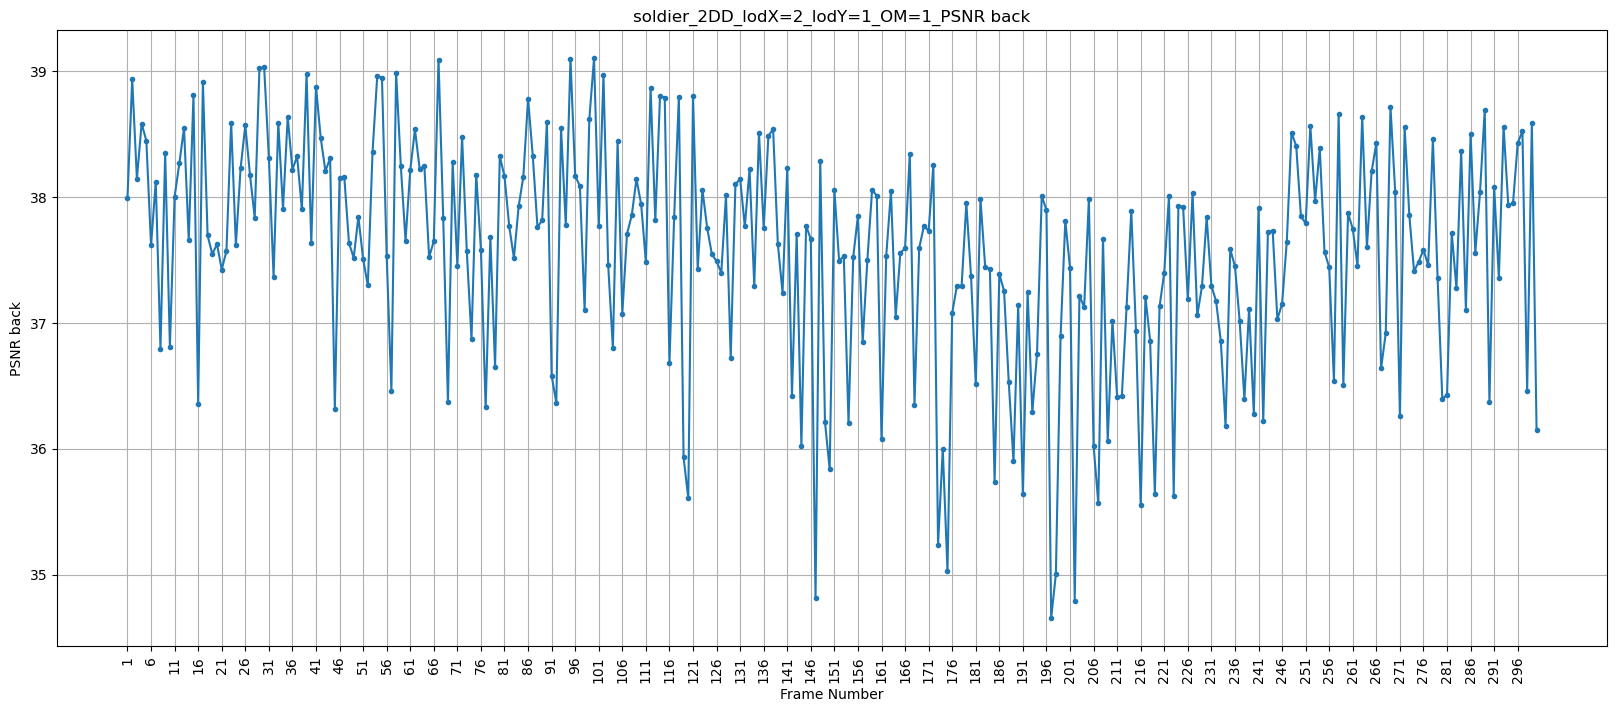 soldier_2DD_lodX=2_lodY=1_OM=1_PSNR back
39
38
37
36
35
PSNR back
1 6 11 16 21 26 31 36 41 46 51 56 61 66 71 76 81 86 91 96 101 106 111 116 121 126 131 136 141 146 151 156 161 166 171 176 181 186 191 196 201 206 211 216 221 226 231 236 241 246 251 256 261 266 271 276 281 286 291 296
Frame Number